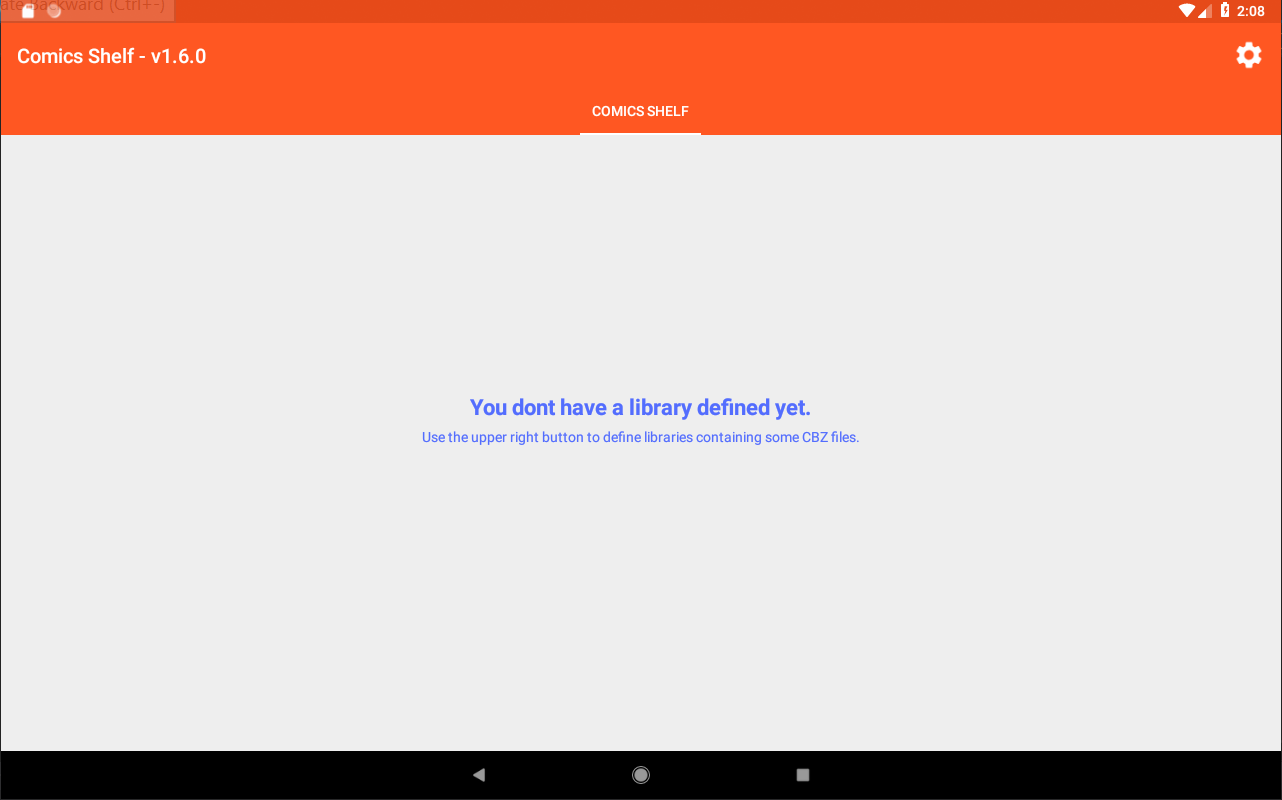 ate Backward (Ctrl+-)
2:08
Comics Shelf - v1.6.0
COMICS SHELF
You dont have a library defined yet.
Use the upper right button to define libraries containing some CBZ files.